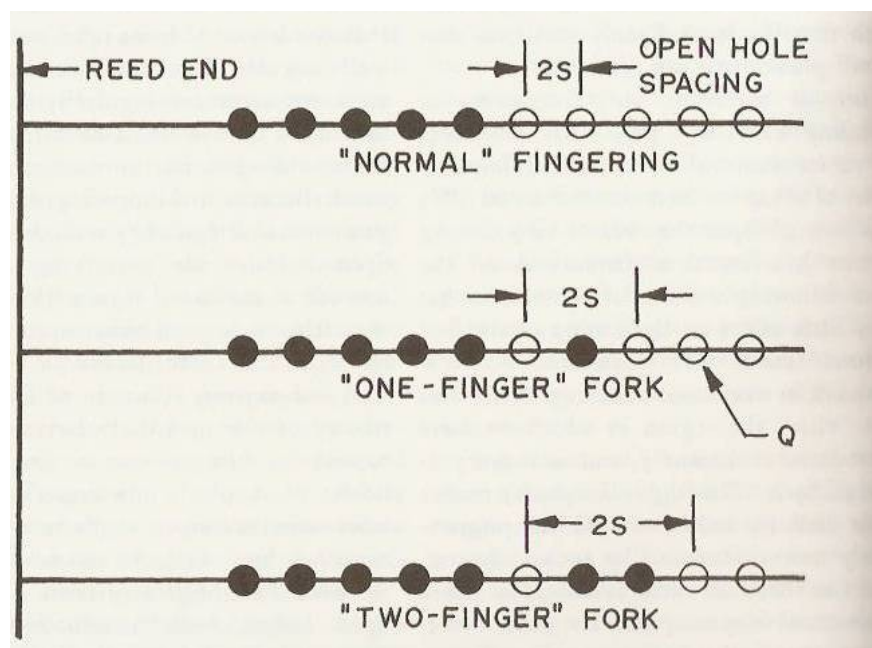 REED END
2S
OPEN HOLE
SPACING
"NORMAL" FINGERING
2S
"ONE-FINGER" FORK
Q
2S
"TWO-FINGER" FORK